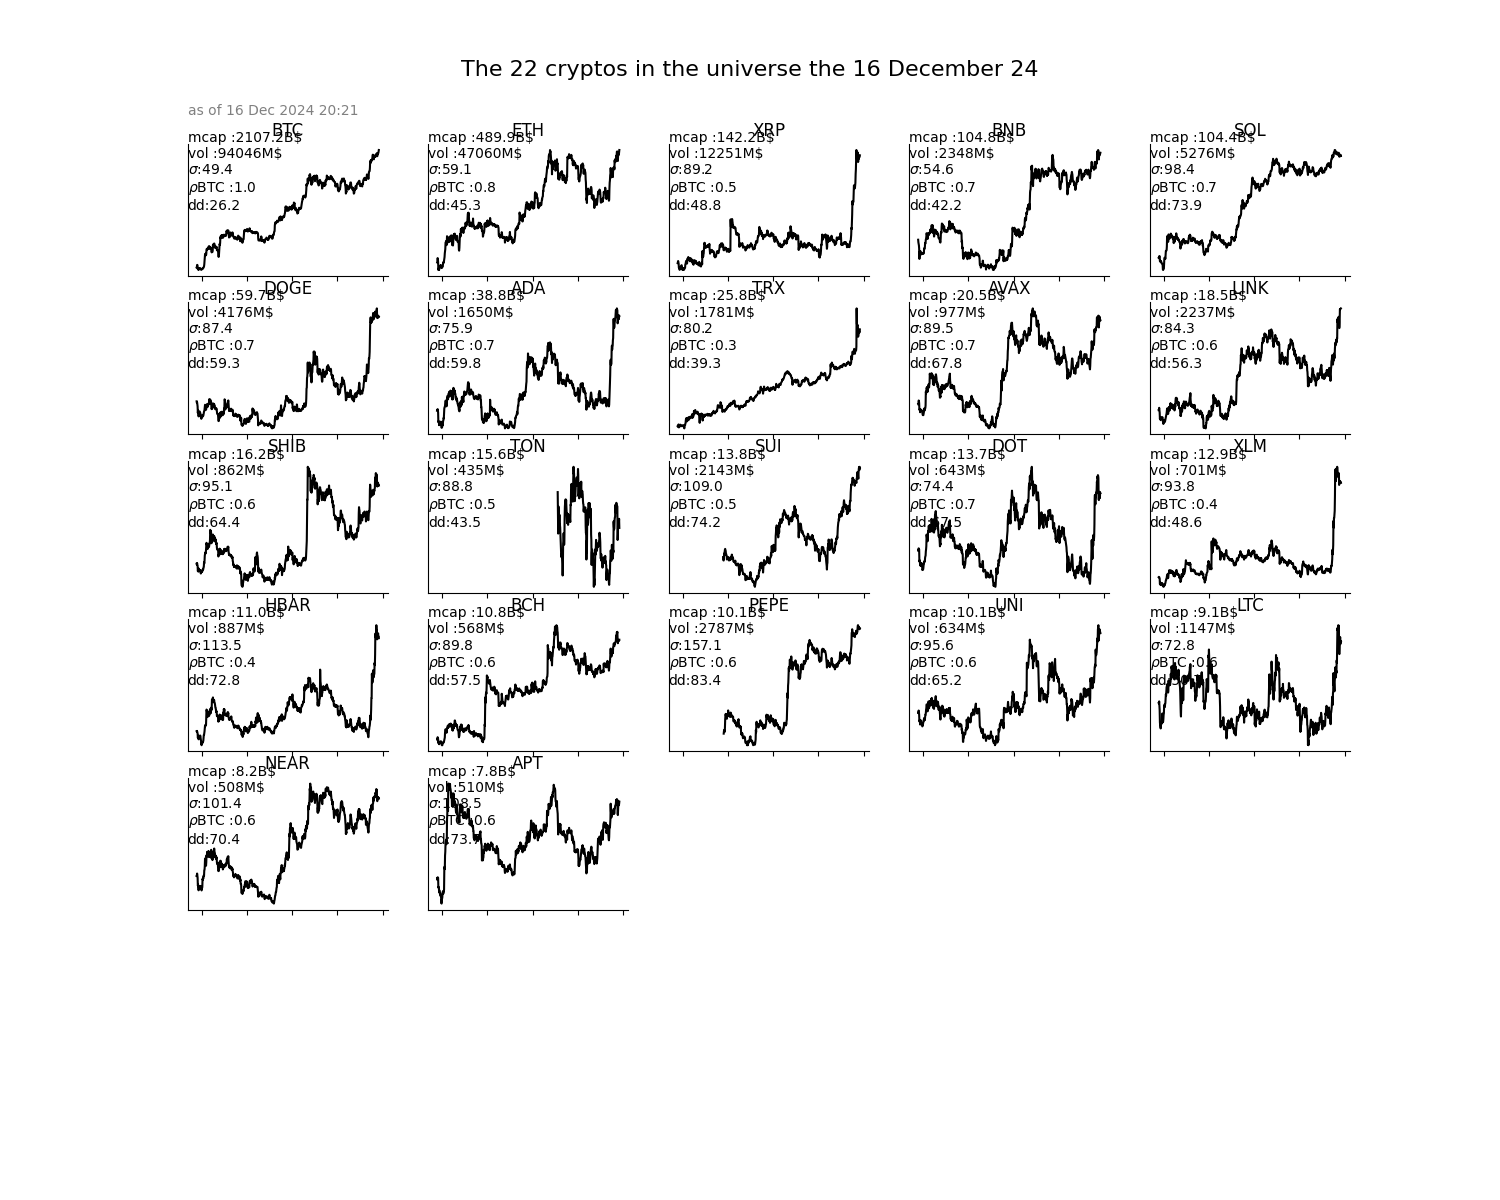 The 22 cryptos in the universe the 16 December 24
as of 16 Dec 2024 20:21
BTC
mcap :2107.2B$
vol :94046M$
σ:49.4
ρBTC :1.0
dd:26.2
ETH
mcap :489.9B$
vol :47060M$
σ:59.1
ρBTC :0.8
dd:45.3
XRP
mcap :142.2B$
vol :12251M$
σ:89.2
ρBTC :0.5
dd:48.8
BNB
mcap :104.8B$
vol :2348M$
σ:54.6
ρBTC :0.7
dd:42.2
SOL
mcap :104.4B$
vol :5276M$
σ:98.4
ρBTC :0.7
dd:73.9
DOGE
mcap :59.7B$
vol :4176M$
σ:87.4
ρBTC :0.7
dd:59.3
ADA
mcap :38.8B$
vol :1650M$
σ:75.9
ρBTC :0.7
dd:59.8
TRX
mcap :25.8B$
vol :1781M$
σ:80.2
ρBTC :0.3
dd:39.3
AVAX
mcap :20.5B$
vol :977M$
σ:89.5
ρBTC :0.7
dd:67.8
LINK
mcap :18.5B$
vol :2237M$
σ:84.3
ρBTC :0.6
dd:56.3
SHIB
mcap :16.2B$
vol :862M$
σ:95.1
ρBTC :0.6
dd:64.4
TON
mcap :15.6B$
vol :435M$
σ:88.8
ρBTC :0.5
dd:43.5
SUI
mcap :13.8B$
vol :2143M$
σ:109.0
ρBTC :0.5
dd:74.2
DOT
mcap :13.7B$
vol :643M$
σ:74.4
ρBTC :0.7
XLM
mcap :12.9B$
vol :701M$
σ:93.8
ρBTC :0.4
dd:48.6
HBAR
mcap :11.0B$
vol :887M$
σ:113.5
ρBTC :0.4
dd:72.8
BCH
mcap :10.8B$
vol :568M$
σ:89.8
ρBTC :0.6
dd:57.5
PEPE
mcap :10.1B$
vol :2787M$
σ:157.1
ρBTC :0.6
dd:83.4
UNI
mcap :10.1B$
vol :634M$
σ:95.6
ρBTC :0.6
dd:65.2
LTC
mcap :9.1B$
vol :1147M$
σ:72.8
ρBTC :0.6
NEAR
mcap :8.2B$
vol :508M$
σ:101.4
ρBTC :0.6
dd:70.4
APT
mcap :7.8B$
vol :510M$
σ:108.5
ρBTC :0.6